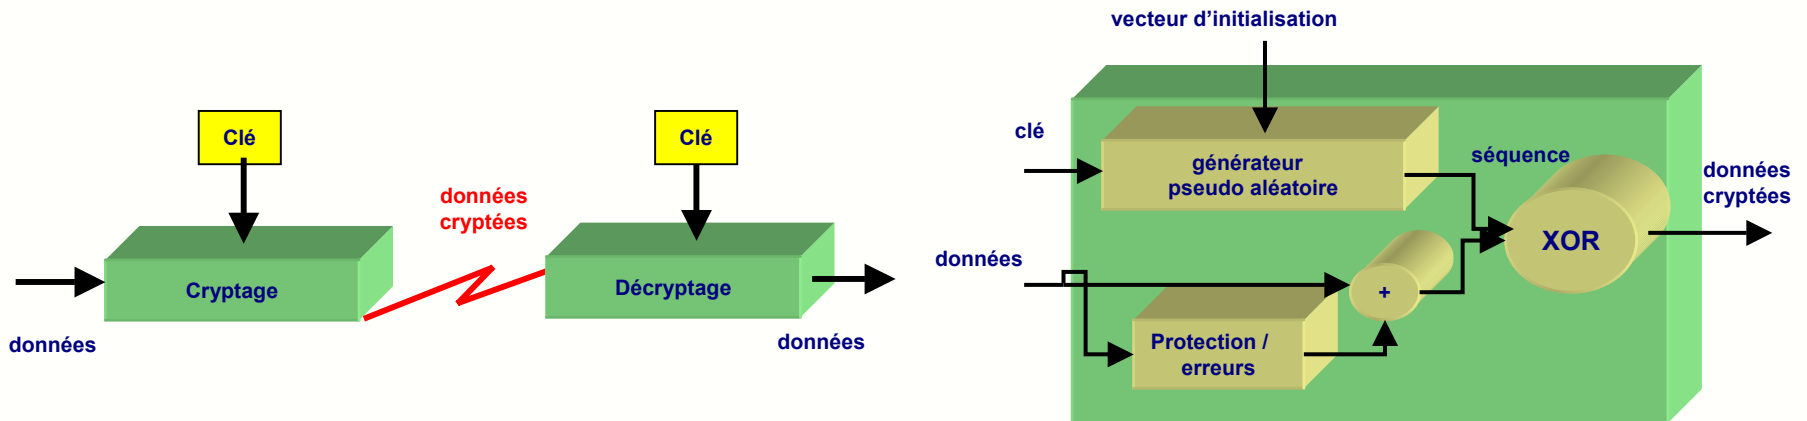 Clé
Clé
données
cryptées
Cryptage
Décryptage
données
données
vecteur d'initialisation
clé
générateur
pseudo aléatoire
séquence
données
cryptées
XOR
données
+
Protection /
erreurs